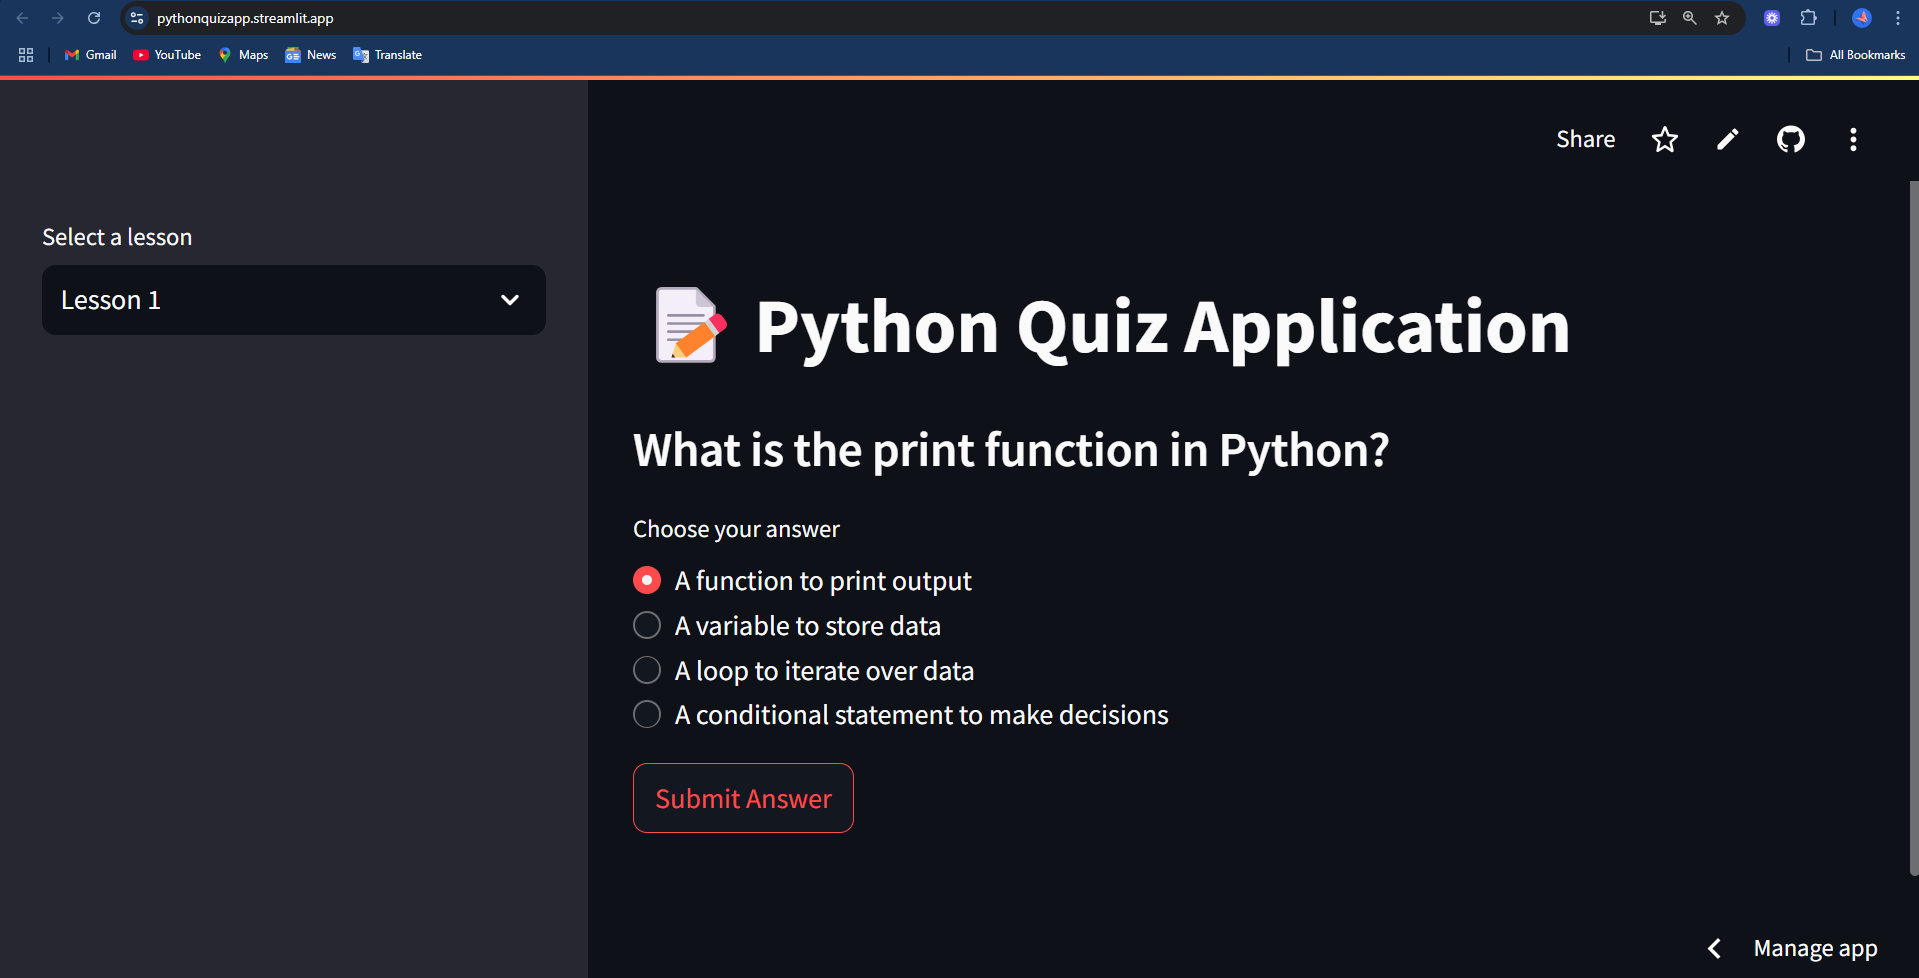 pythonquizapp.streamlit.app
Gmail YouTube Maps News Translate All Bookmarks
Share
Select a lesson
Lesson 1
Python Quiz Application
What is the print function in Python?
Choose your answer
A function to print output
A variable to store data
A loop to iterate over data
A conditional statement to make decisions
Submit Answer
Manage app